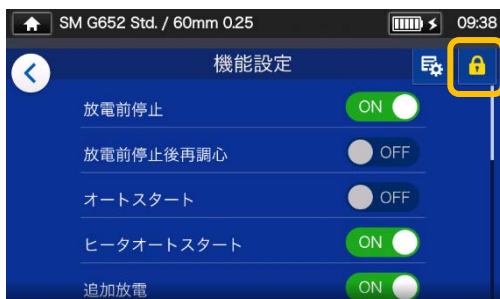 SM G652 Std. / 60mm 0.25 09:38
機能設定
放電前停止 ON
放電前停止後再調心 OFF
オートスタート OFF
ヒータオートスタート ON
追加放電 ON